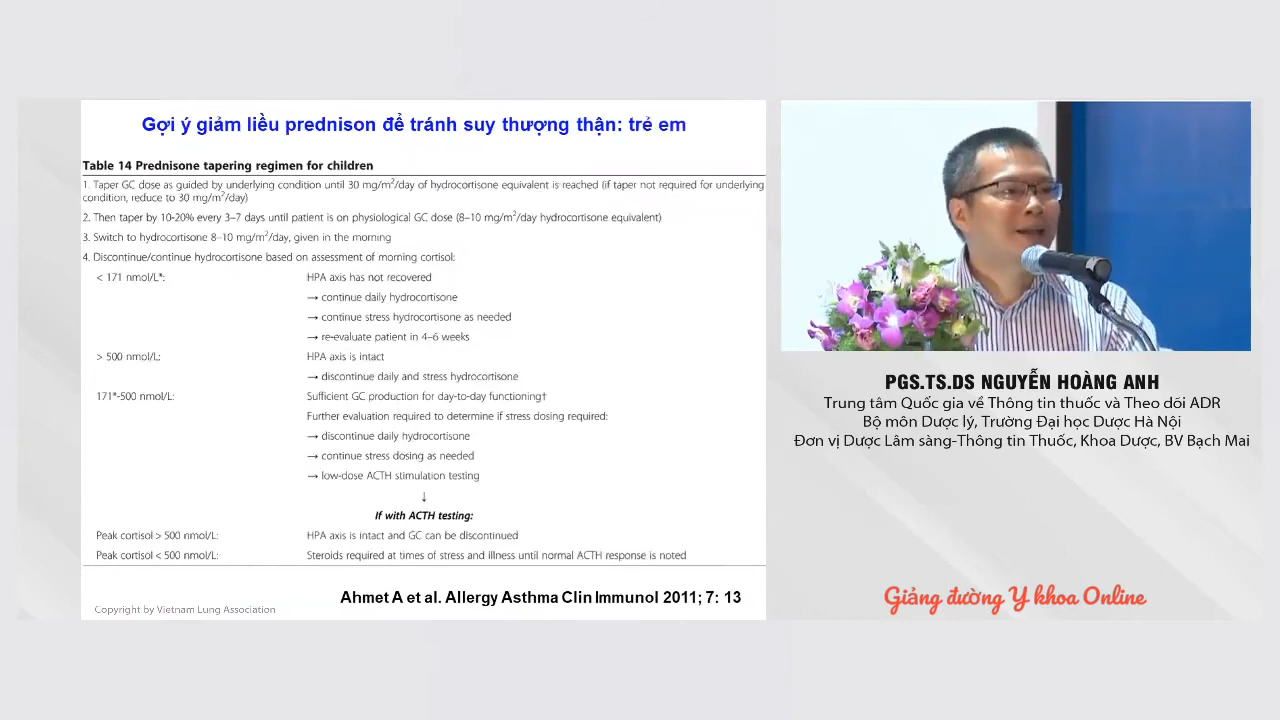 Gợi ý giảm liều prednison để tránh suy thượng thận: trẻ em
Table 14 Prednisone tapering regimen for children
1. Taper GC dose as guided by underlying condition until 30 mg/m²/day of hydrocortisone equivalent is reached (if taper not required for underlying
condition, reduce to 30 mg/m²/day)
2. Then taper by 10-20% every 3–7 days until patient is on physiological GC dose (8–10 mg/m²/day hydrocortisone equivalent)
3. Switch to hydrocortisone 8–10 mg/m²/day, given in the morning
4. Discontinue/continue hydrocortisone based on assessment of morning cortisol:
< 171 nmol/L*: HPA axis has not recovered
→ continue daily hydrocortisone
→ continue stress hydrocortisone as needed
→ re-evaluate patient in 4–6 weeks
> 500 nmol/L: HPA axis is intact
→ discontinue daily and stress hydrocortisone
171*-500 nmol/L: Sufficient GC production for day-to-day functioning†
Further evaluation required to determine if stress dosing required:
→ discontinue daily hydrocortisone
→ continue stress dosing as needed
→ low-dose ACTH stimulation testing
↓
If with ACTH testing:
Peak cortisol > 500 nmol/L: HPA axis is intact and GC can be discontinued
Peak cortisol < 500 nmol/L: Steroids required at times of stress and illness until normal ACTH response is noted
Ahmet A et al. Allergy Asthma Clin Immunol 2011; 7: 13
Copyright by Vietnam Lung Association
PGS.TS.DS NGUYỄN HOÀNG ANH
Trung tâm Quốc gia về Thông tin thuốc và Theo dõi ADR
Bộ môn Dược lý, Trường Đại học Dược Hà Nội
Đơn vị Dược Lâm sàng-Thông tin Thuốc, Khoa Dược, BV Bạch Mai
Giảng đường Y khoa Online